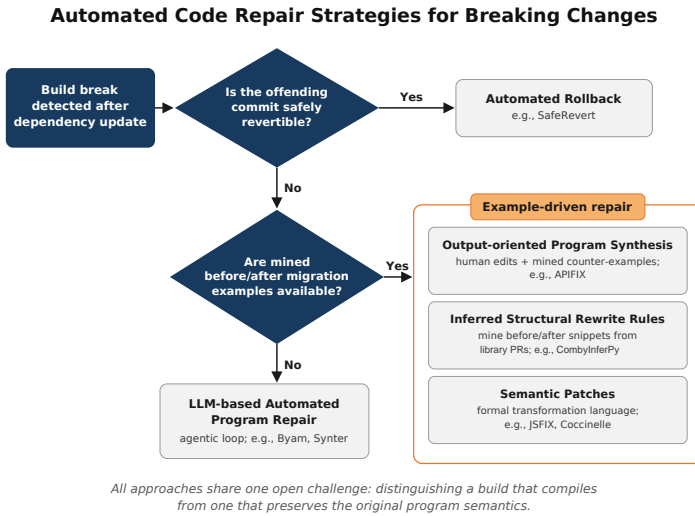 Automated Code Repair Strategies for Breaking Changes
Build break
detected after
dependency update
Is the offending
commit safely
revertible?
Yes
Automated Rollback
e.g., SafeRevert
No
Are mined
before/after migration
examples available?
Yes
Example-driven repair
Output-oriented Program Synthesis
human edits + mined counter-examples;
e.g., APIFIX
Inferred Structural Rewrite Rules
mine before/after snippets from
library PRs; e.g., CombyInferPy
Semantic Patches
formal transformation language;
e.g., JSFIX, Coccinelle
No
LLM-based Automated
Program Repair
agentic loop; e.g., Byam, Synter
All approaches share one open challenge: distinguishing a build that compiles
from one that preserves the original program semantics.